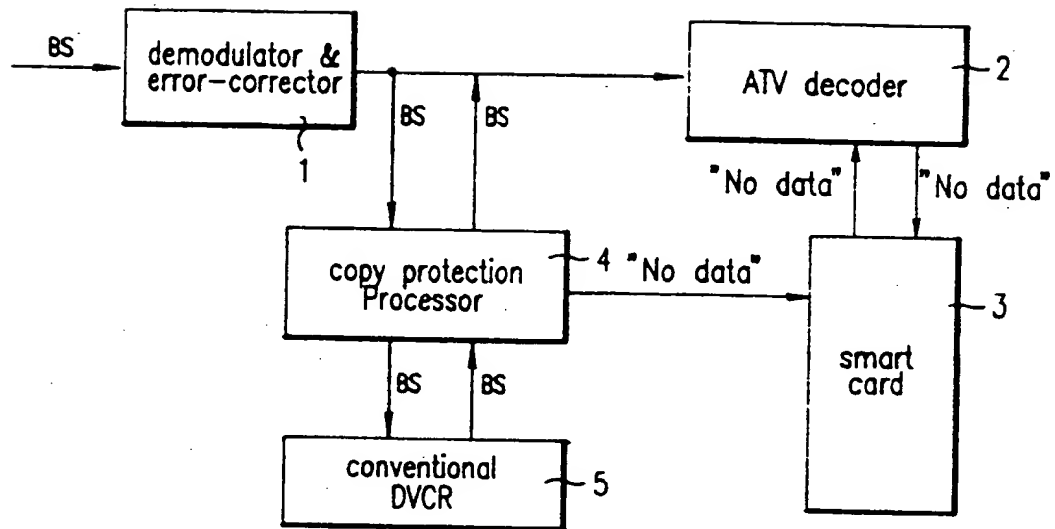 BS
demodulator &
error-corrector
1
BS
BS
ATV decoder
2
"No data"
"No data"
copy protection
Processor
4
"No data"
smart
card
3
BS
BS
conventional
DVCR
5